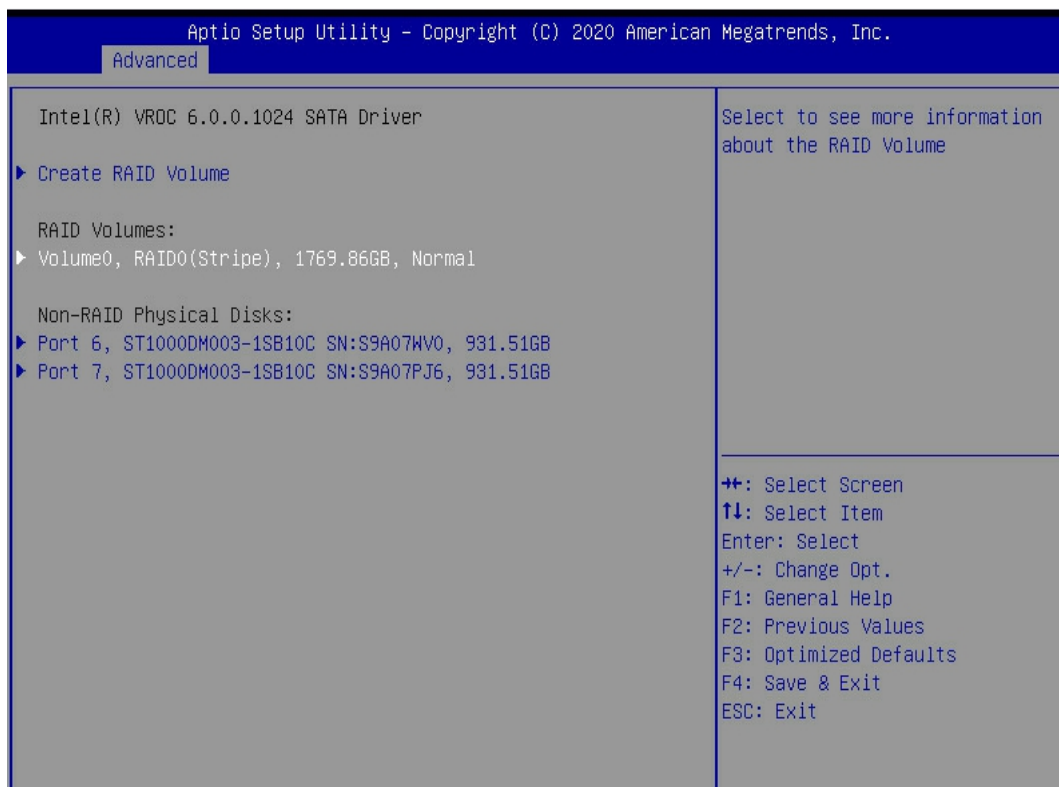 Aptio Setup Utility – Copyright (C) 2020 American Megatrends, Inc.
Advanced
Intel(R) VROC 6.0.0.1024 SATA Driver
Create RAID Volume
RAID Volumes:
Volume0, RAID0(Stripe), 1769.86GB, Normal
Non-RAID Physical Disks:
Port 6, ST1000DM003-1SB10C SN:S9A07WV0, 931.51GB
Port 7, ST1000DM003-1SB10C SN:S9A07PJ6, 931.51GB
Select to see more information
about the RAID Volume
→←: Select Screen
↑↓: Select Item
Enter: Select
+/-: Change Opt.
F1: General Help
F2: Previous Values
F3: Optimized Defaults
F4: Save & Exit
ESC: Exit